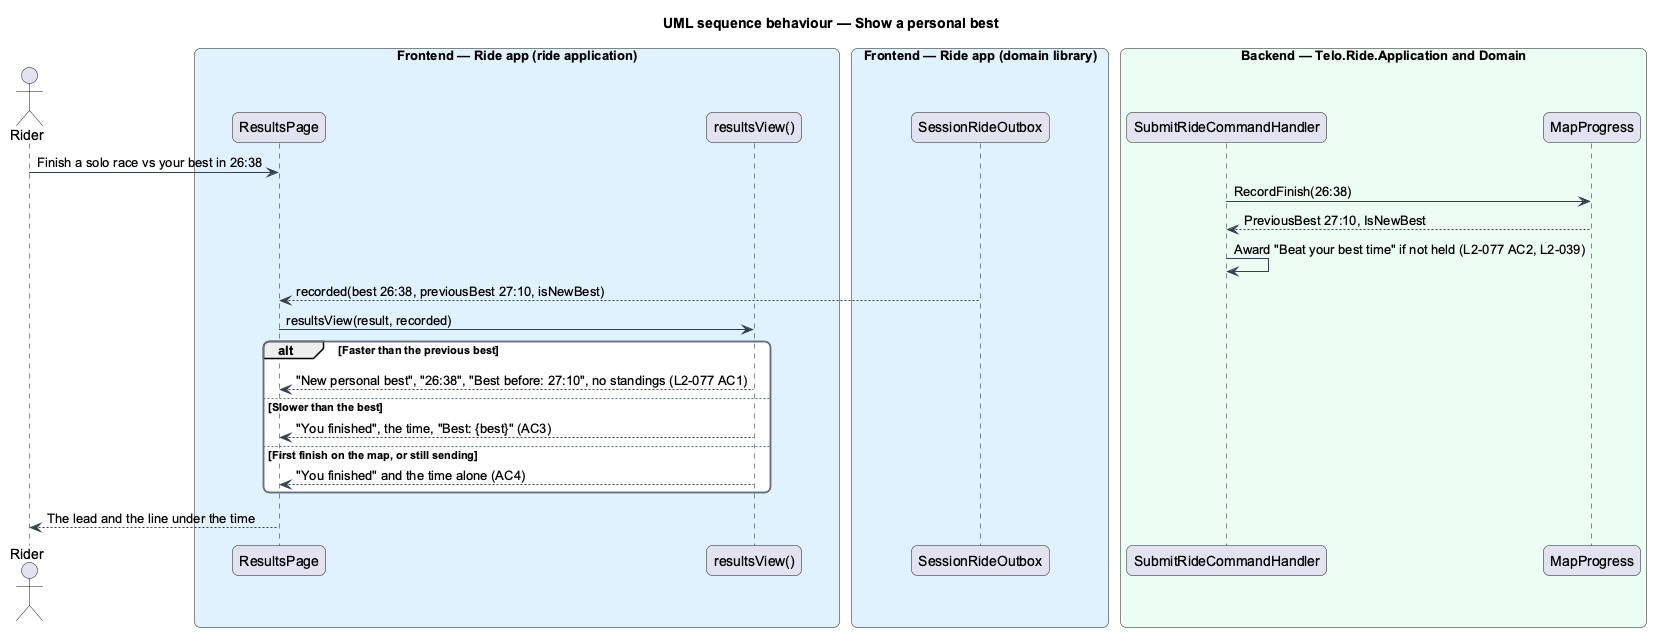 UML sequence behaviour — Show a personal best
Frontend — Ride app (ride application)
Frontend — Ride app (domain library)
Backend — Telo.Ride.Application and Domain
Rider
ResultsPage
resultsView()
SessionRideOutbox
SubmitRideCommandHandler
MapProgress
Finish a solo race vs your best in 26:38
RecordFinish(26:38)
PreviousBest 27:10, IsNewBest
Award "Beat your best time" if not held (L2-077 AC2, L2-039)
recorded(best 26:38, previousBest 27:10, isNewBest)
resultsView(result, recorded)
alt
[Faster than the previous best]
"New personal best", "26:38", "Best before: 27:10", no standings (L2-077 AC1)
[Slower than the best]
"You finished", the time, "Best: {best}" (AC3)
[First finish on the map, or still sending]
"You finished" and the time alone (AC4)
The lead and the line under the time
Rider
ResultsPage
resultsView()
SessionRideOutbox
SubmitRideCommandHandler
MapProgress